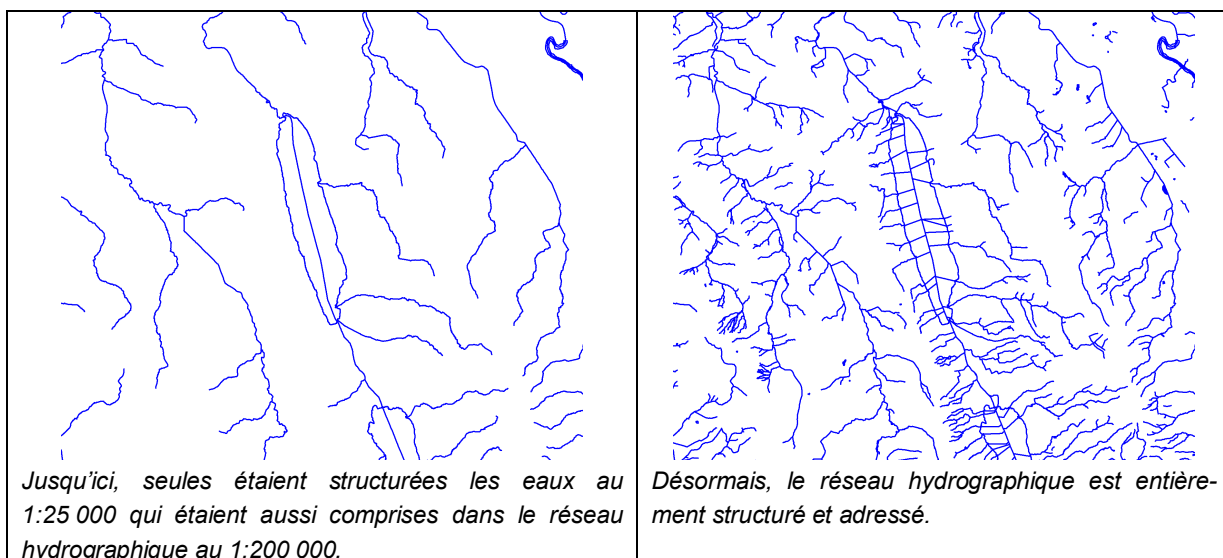 Jusqu'ici, seules étaient structurées les eaux au
1:25 000 qui étaient aussi comprises dans le réseau
hydrographique au 1:200 000.
Désormais, le réseau hydrographique est entière-
ment structuré et adressé.